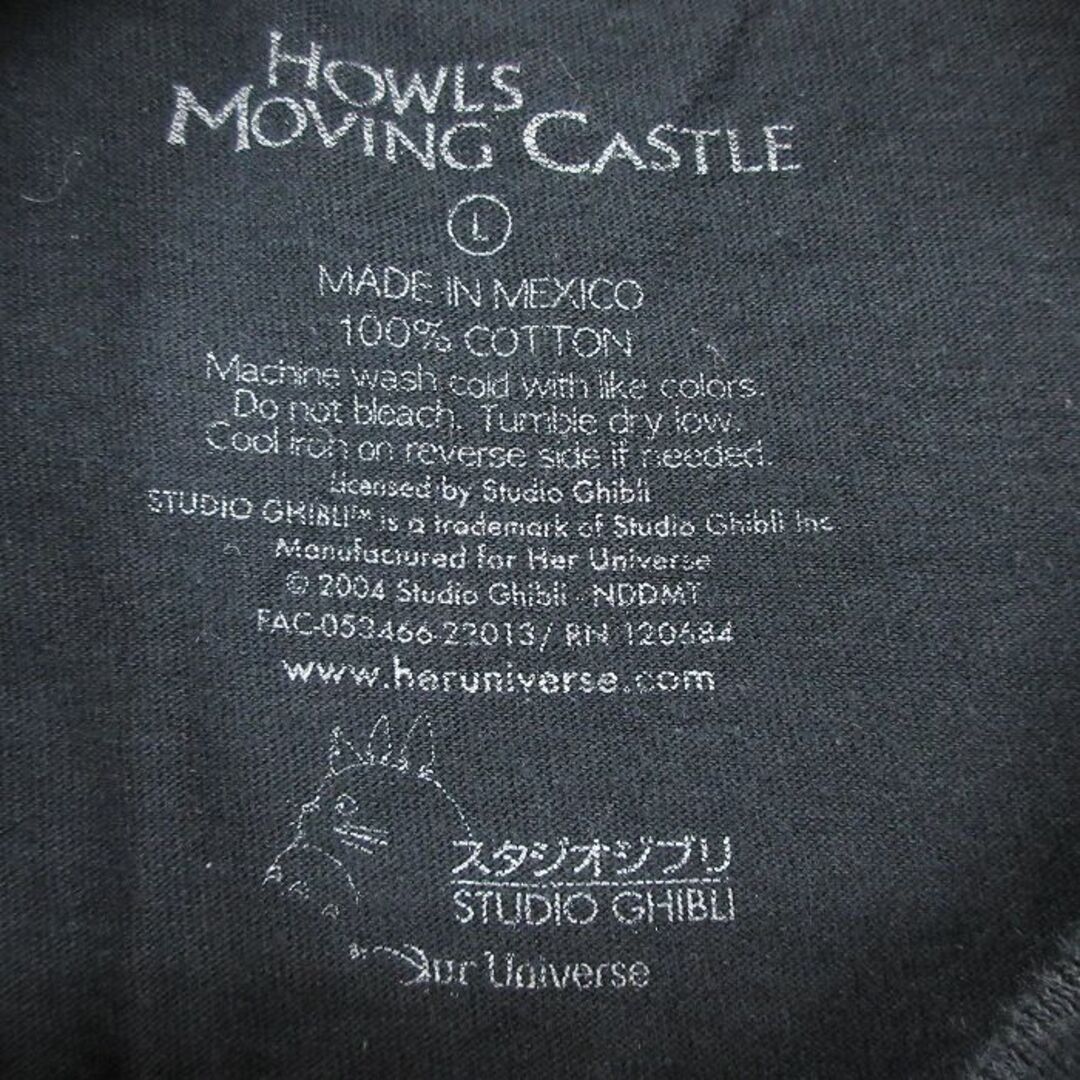 HOWL'S
MOVING CASTLE
L
MADE IN MEXICO
100% COTTON
Machine wash cold with like colors.
Do not bleach. Tumble dry low.
Cool iron on reverse side if needed.
Licensed by Studio Ghibli
STUDIO GHIBLI™ is a trademark of Studio Ghibli Inc
Manufactured for Her Universe
© 2004 Studio Ghibli - NDDMT
FAC-053466-22013/ RN 120684
www.heruniverse.com
スタジオジブリ
STUDIO GHIBLI
Our Universe